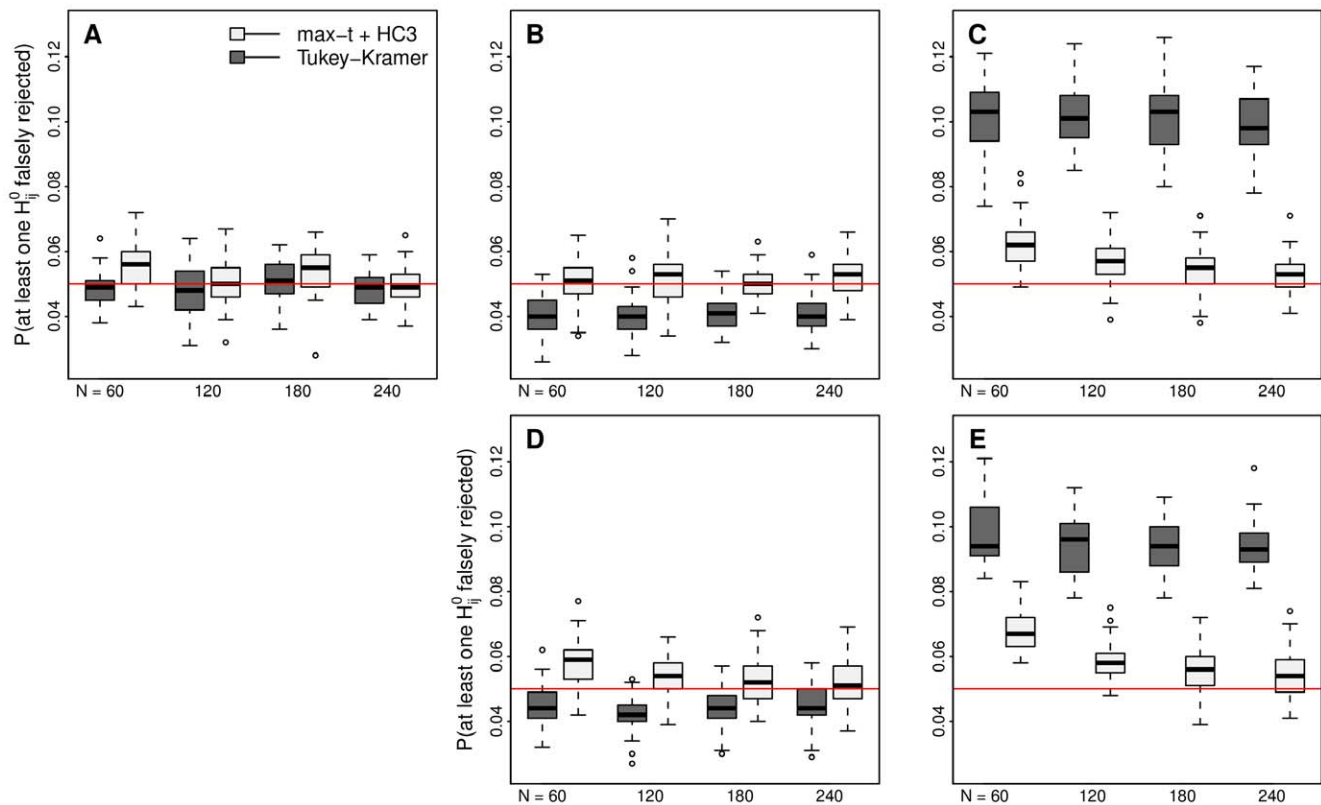 A
max−t + HC3
Tukey−Kramer
P(at least one H⁰ᵢⱼ falsely rejected)
0.04 0.06 0.08 0.10 0.12
N = 60 120 180 240
B
0.04 0.06 0.08 0.10 0.12
N = 60 120 180 240
C
0.04 0.06 0.08 0.10 0.12
N = 60 120 180 240
D
P(at least one H⁰ᵢⱼ falsely rejected)
0.04 0.06 0.08 0.10 0.12
N = 60 120 180 240
E
0.04 0.06 0.08 0.10 0.12
N = 60 120 180 240